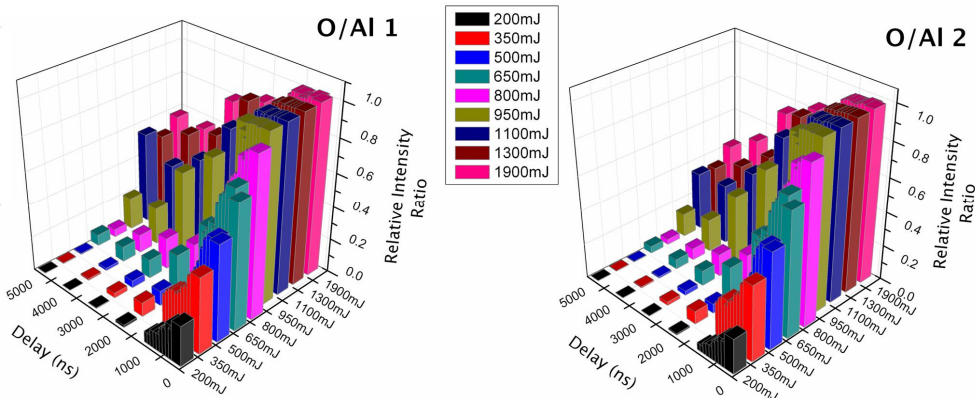 O/Al 1
1.0
0.8
0.6
0.4
0.2
0.0
Relative Intensity
Ratio
5000
4000
3000
2000
1000
0
Delay (ns)
200mJ
350mJ
500mJ
650mJ
800mJ
950mJ
1100mJ
1300mJ
1900mJ
200mJ
350mJ
500mJ
650mJ
800mJ
950mJ
1100mJ
1300mJ
1900mJ
O/Al 2
1.0
0.8
0.6
0.4
0.2
0.0
Relative Intensity
Ratio
5000
4000
3000
2000
1000
0
Delay (ns)
200mJ
350mJ
500mJ
650mJ
800mJ
950mJ
1100mJ
1300mJ
1900mJ